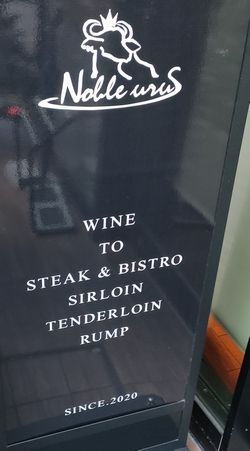 Noble urus
WINE
TO
STEAK & BISTRO
SIRLOIN
TENDERLOIN
RUMP
SINCE.2020